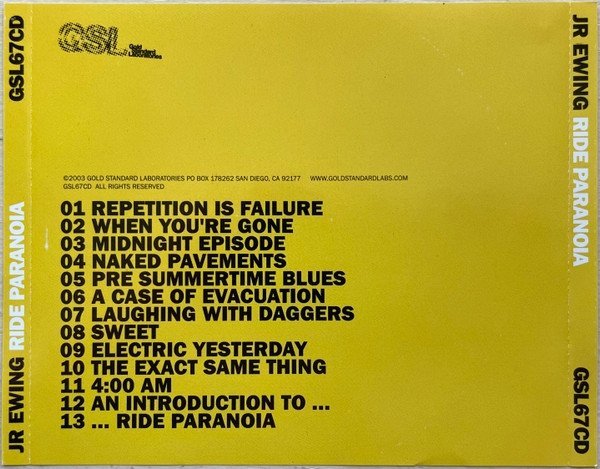 GSL
Gold
Standard
Laboratories
©2003 GOLD STANDARD LABORATORIES PO BOX 178262 SAN DIEGO, CA 92177 WWW.GOLDSTANDARDLABS.COM
GSL67CD ALL RIGHTS RESERVED
01 REPETITION IS FAILURE
02 WHEN YOU'RE GONE
03 MIDNIGHT EPISODE
04 NAKED PAVEMENTS
05 PRE SUMMERTIME BLUES
06 A CASE OF EVACUATION
07 LAUGHING WITH DAGGERS
08 SWEET
09 ELECTRIC YESTERDAY
10 THE EXACT SAME THING
11 4:00 AM
12 AN INTRODUCTION TO ...
13 ... RIDE PARANOIA
JR EWING RIDE PARANOIA GSL67CD
JR EWING RIDE PARANOIA GSL67CD